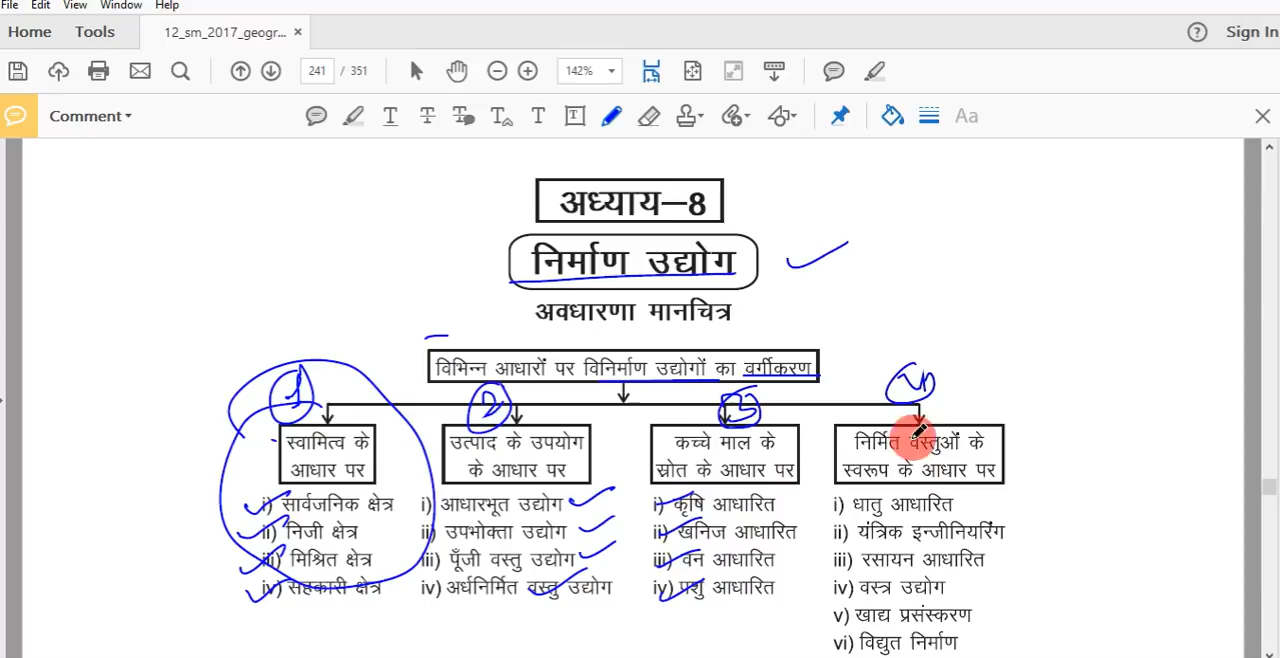 File Edit View Window Help
Home Tools 12_sm_2017_geogr... × ? Sign In
241 / 351 142%
Comment Aa
अध्याय–8
निर्माण उद्योग
अवधारणा मानचित्र
विभिन्न आधारों पर विनिर्माण उद्योगों का वर्गीकरण
1
2
3
स्वामित्व के
आधार पर
i) सार्वजनिक क्षेत्र
ii) निजी क्षेत्र
iii) मिश्रित क्षेत्र
iv) सहकारी क्षेत्र
उत्पाद के उपयोग
के आधार पर
i) आधारभूत उद्योग
ii) उपभोक्ता उद्योग
iii) पूँजी वस्तु उद्योग
iv) अर्धनिर्मित वस्तु उद्योग
कच्चे माल के
स्रोत के आधार पर
i) कृषि आधारित
ii) खनिज आधारित
iii) वन आधारित
iv) पशु आधारित
निर्मित वस्तुओं के
स्वरूप के आधार पर
i) धातु आधारित
ii) यंत्रिक इन्जीनियरिंग
iii) रसायन आधारित
iv) वस्त्र उद्योग
v) खाद्य प्रसंस्करण
vi) विद्युत निर्माण